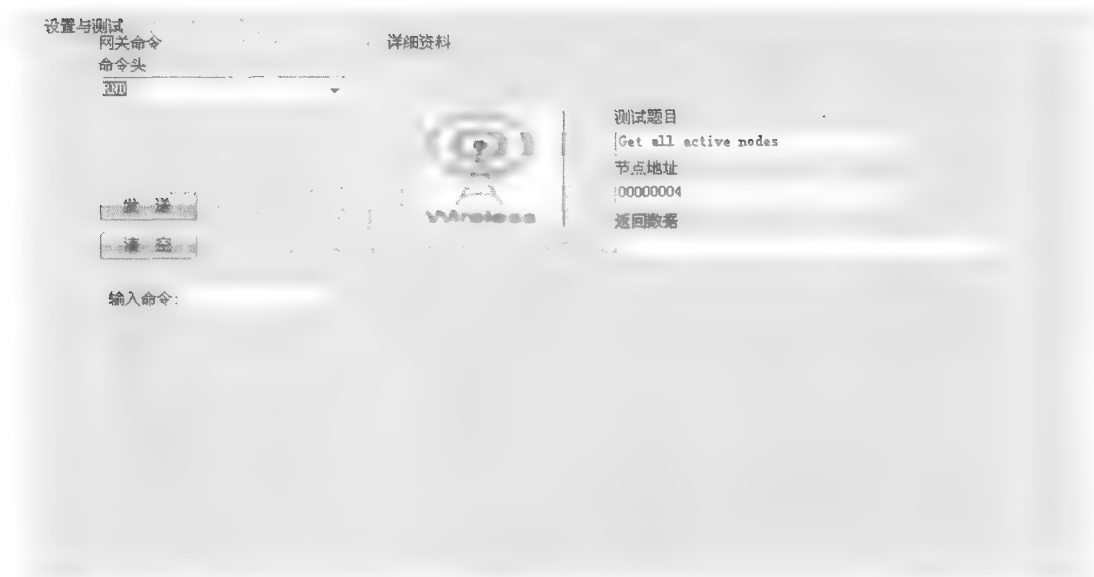 设置与测试
网关命令
命令头
RND
发 送
清 空
输入命令:
详细资料
Wireless
测试题目
Get all active nodes
节点地址
00000004
返回数据